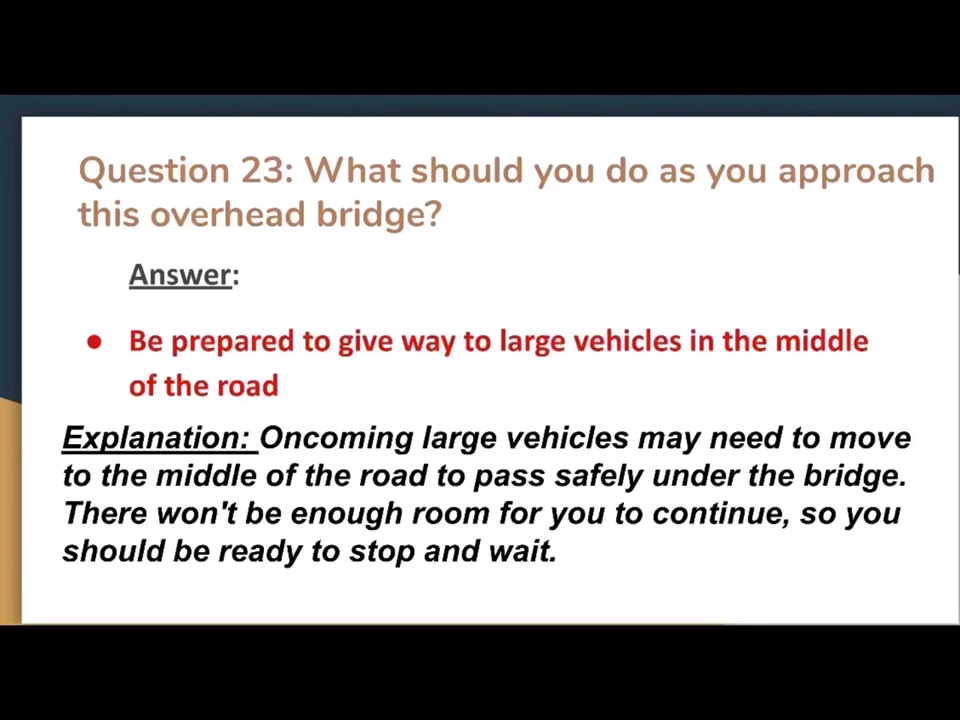 Question 23: What should you do as you approach
this overhead bridge?
Answer:
● Be prepared to give way to large vehicles in the middle
of the road
Explanation: Oncoming large vehicles may need to move
to the middle of the road to pass safely under the bridge.
There won't be enough room for you to continue, so you
should be ready to stop and wait.